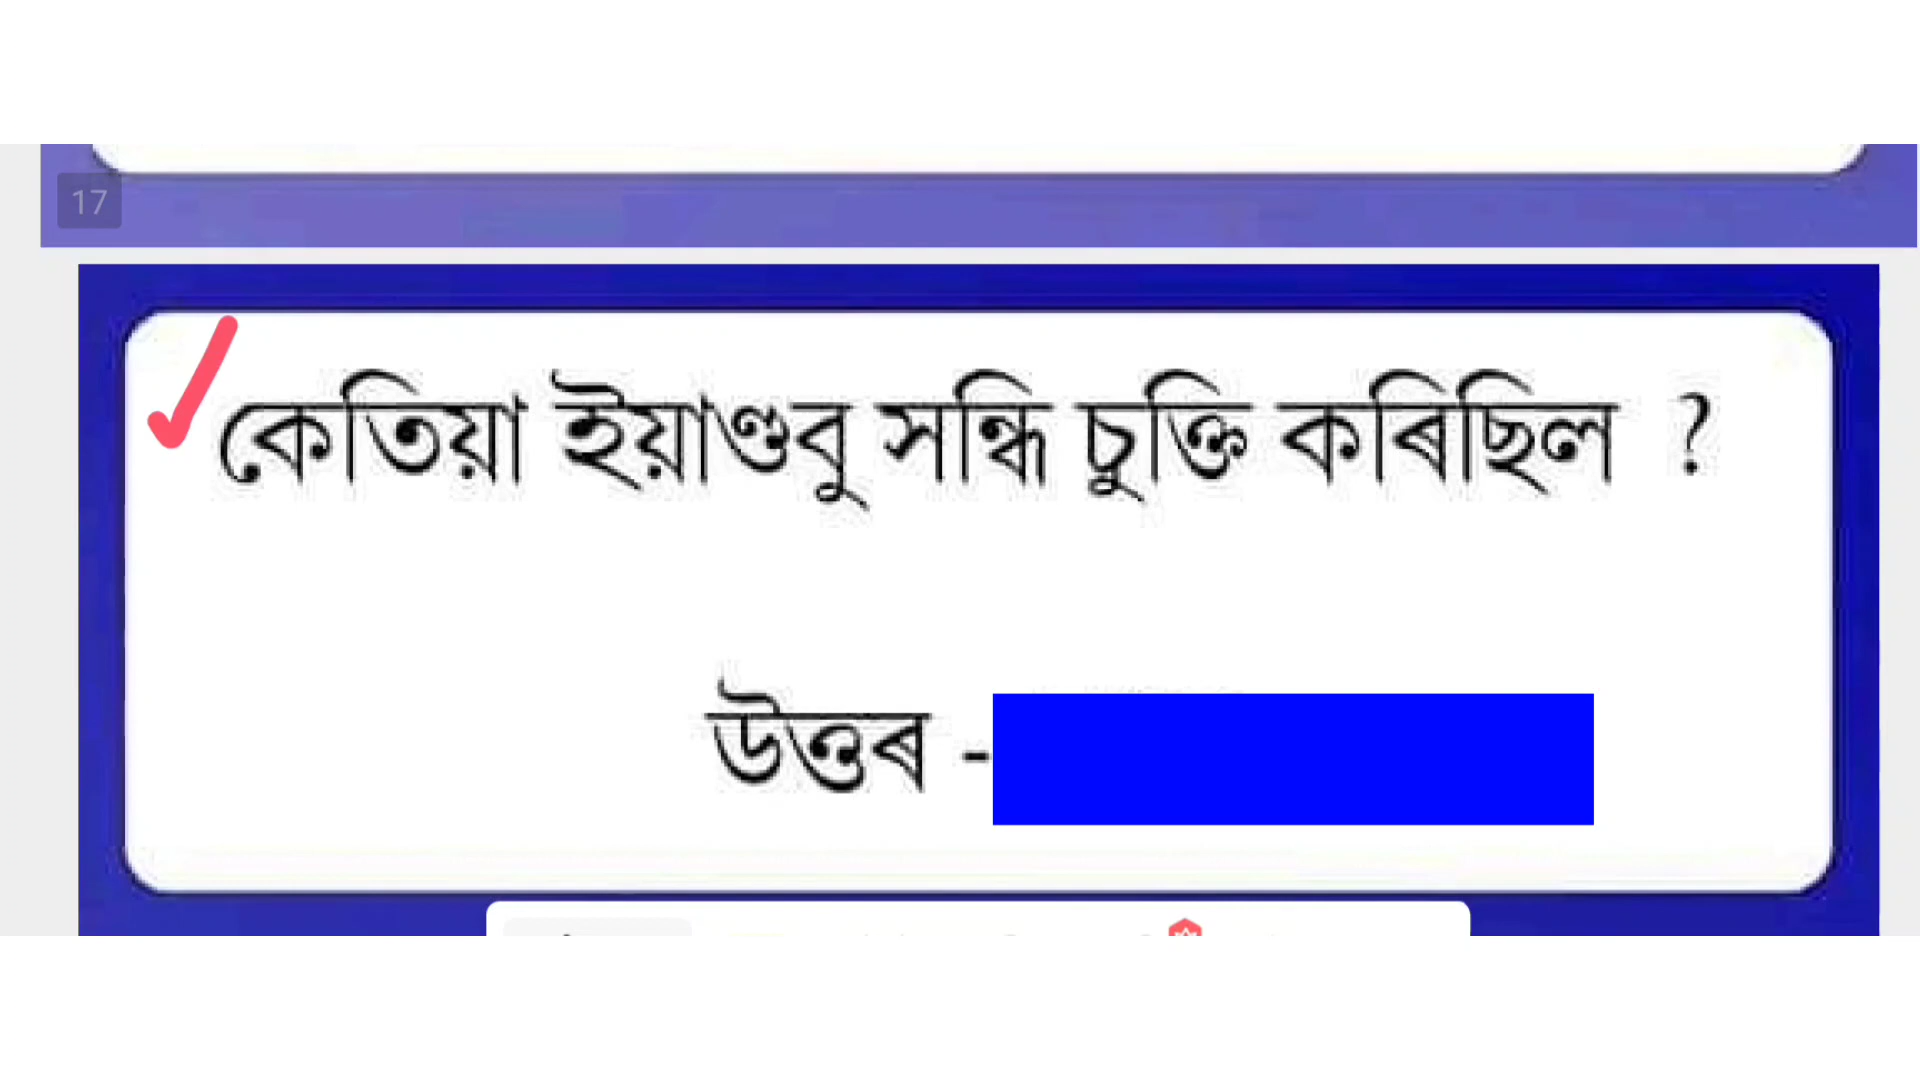 17
কেতিয়া ইয়াণ্ডবু সন্ধি চুক্তি কৰিছিল ?
উত্তৰ -